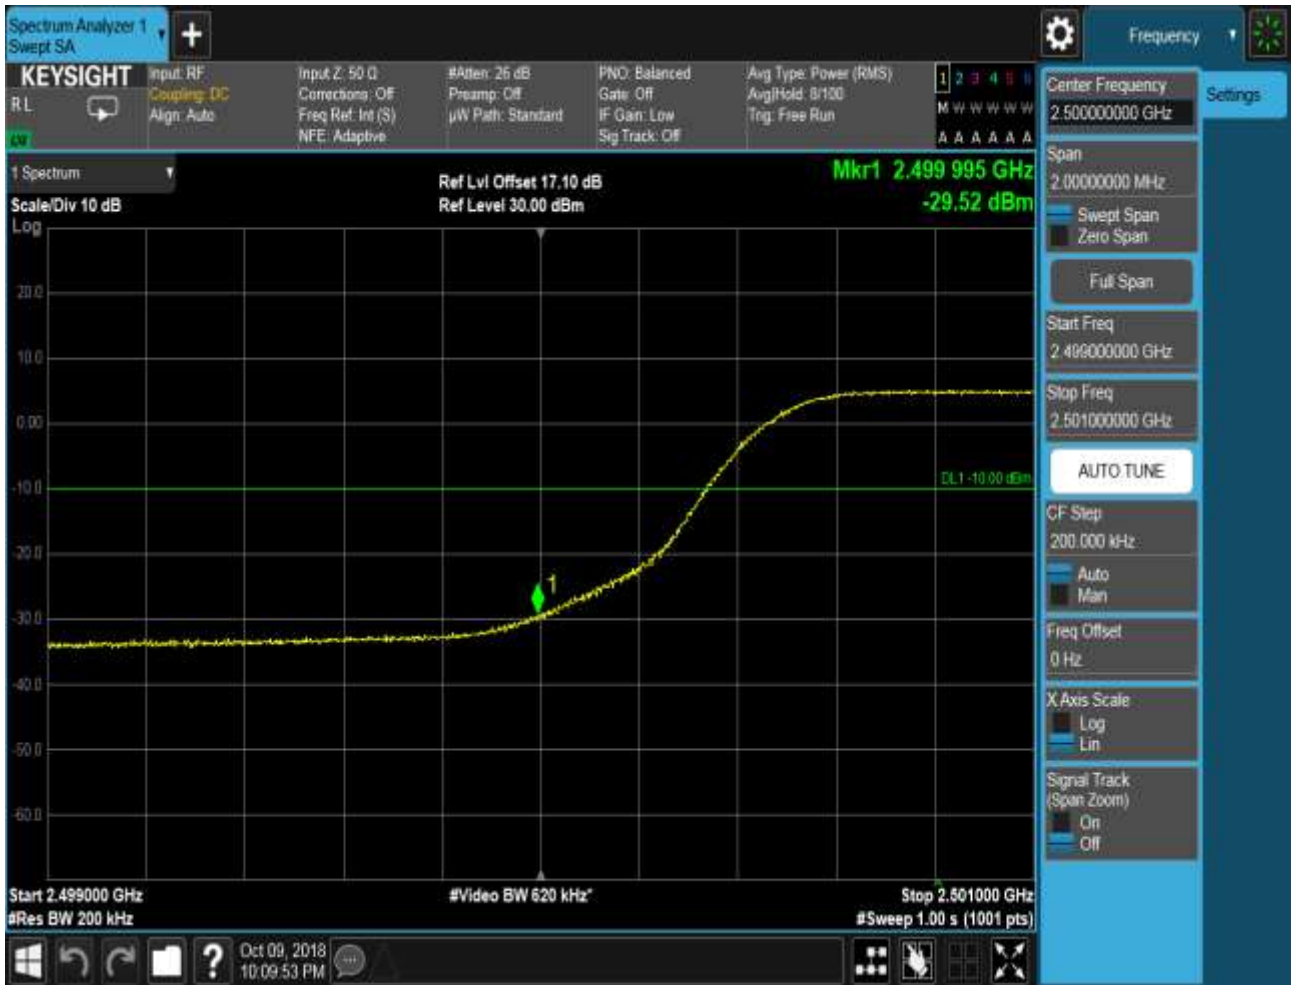 Spectrum Analyzer 1
Swept SA
+
Frequency
KEYSIGHT
RL
Input: RF
Coupling: DC
Align: Auto
Input Z: 50 Ω
Corrections: Off
Freq Ref: Int (S)
NFE: Adaptive
#Atten: 26 dB
Preamp: Off
µW Path: Standard
PNO: Balanced
Gate: Off
IF Gain: Low
Sig Track: Off
Avg Type: Power (RMS)
Avg|Hold: 8/100
Trig: Free Run
1 2 3 4 5 6
M W W W W W
A A A A A A
1 Spectrum
Scale/Div 10 dB
Log
Ref Lvl Offset 17.10 dB
Ref Level 30.00 dBm
Mkr1 2.499 995 GHz
-29.52 dBm
20.0
10.0
0.00
-10.0
-20.0
-30.0
-40.0
-50.0
-60.0
DL1 -10.00 dBm
1
Start 2.499000 GHz
#Res BW 200 kHz
#Video BW 620 kHz*
Stop 2.501000 GHz
#Sweep 1.00 s (1001 pts)
Center Frequency
2.500000000 GHz
Settings
Span
2.00000000 MHz
Swept Span
Zero Span
Full Span
Start Freq
2.499000000 GHz
Stop Freq
2.501000000 GHz
AUTO TUNE
CF Step
200.000 kHz
Auto
Man
Freq Offset
0 Hz
X Axis Scale
Log
Lin
Signal Track
(Span Zoom)
On
Off
?
Oct 09, 2018
10:09:53 PM